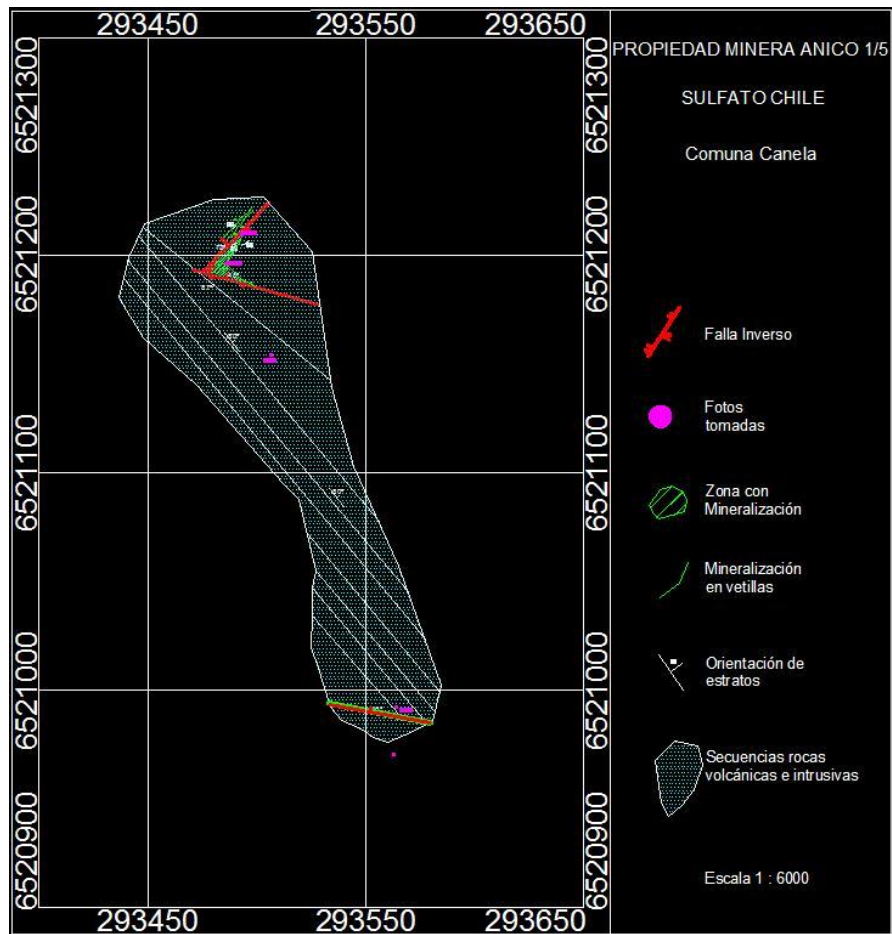 293450 293550 293650
6521300
6521300
6521200
6521200
6521100
6521100
6521000
6521000
6520900
6520900
293450 293550 293650
PROPIEDAD MINERA ANICO 1/5
SULFATO CHILE
Comuna Canela
Falla Inverso
Fotos
tomadas
Zona con
Mineralización
Mineralización
en vetillas
Orientación de
estratos
Secuencias rocas
volcánicas e intrusivas
Escala 1 : 6000